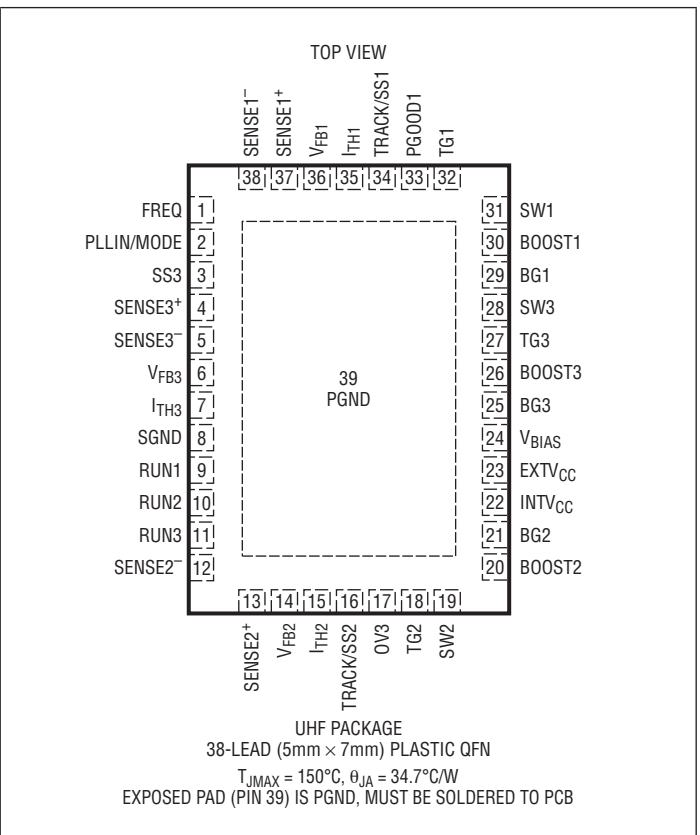 TOP VIEW
SENSE1⁻
SENSE1⁺
VFB1
ITH1
TRACK/SS1
PGOOD1
TG1
38 37 36 35 34 33 32
FREQ 1
PLLIN/MODE 2
SS3 3
SENSE3⁺ 4
SENSE3⁻ 5
VFB3 6
ITH3 7
SGND 8
RUN1 9
RUN2 10
RUN3 11
SENSE2⁻ 12
39
PGND
31 SW1
30 BOOST1
29 BG1
28 SW3
27 TG3
26 BOOST3
25 BG3
24 VBIAS
23 EXTVCC
22 INTVCC
21 BG2
20 BOOST2
13 14 15 16 17 18 19
SENSE2⁺
VFB2
ITH2
TRACK/SS2
OV3
TG2
SW2
UHF PACKAGE
38-LEAD (5mm × 7mm) PLASTIC QFN
TJMAX = 150°C, θJA = 34.7°C/W
EXPOSED PAD (PIN 39) IS PGND, MUST BE SOLDERED TO PCB